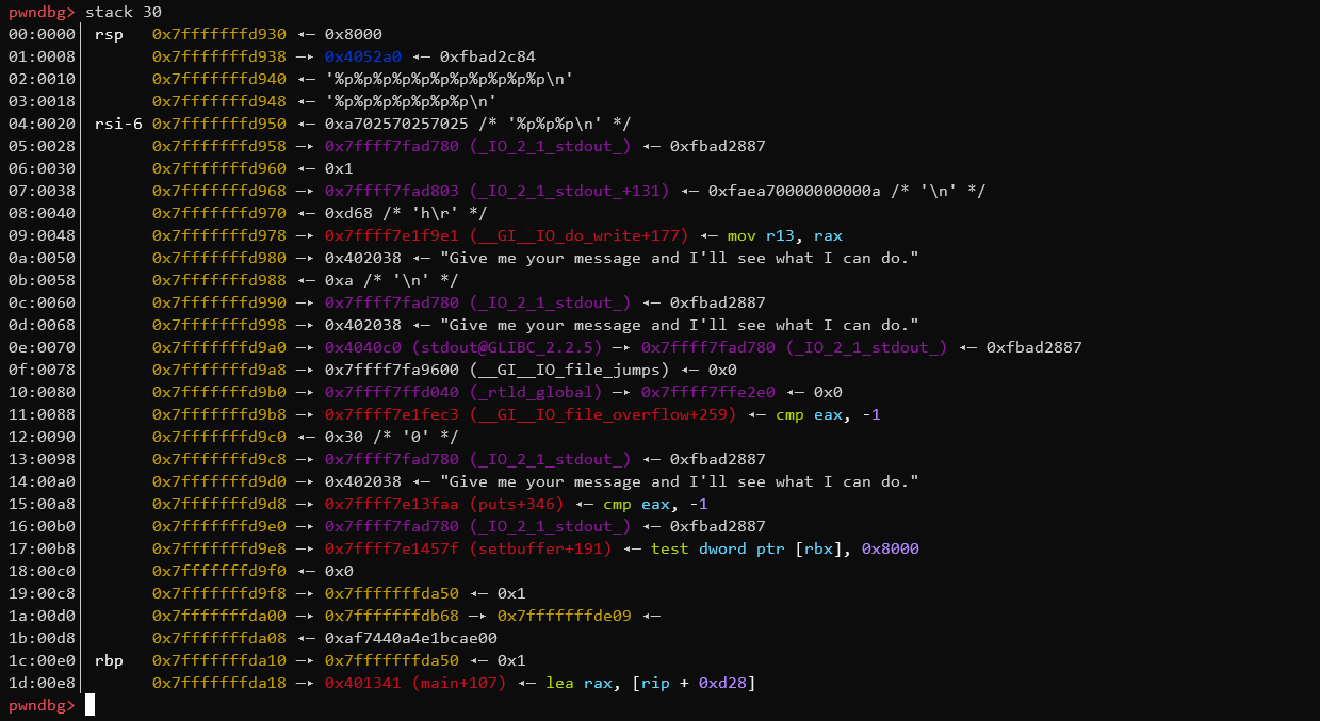 pwndbg> stack 30
00:0000│ rsp   0x7fffffffd930 ◂— 0x8000
01:0008│       0x7fffffffd938 —▸ 0x4052a0 ◂— 0xfbad2c84
02:0010│       0x7fffffffd940 ◂— '%p%p%p%p%p%p%p%p%p%p%p\n'
03:0018│       0x7fffffffd948 ◂— '%p%p%p%p%p%p%p\n'
04:0020│ rsi-6 0x7fffffffd950 ◂— 0xa702570257025 /* '%p%p%p\n' */
05:0028│       0x7fffffffd958 —▸ 0x7ffff7fad780 (_IO_2_1_stdout_) ◂— 0xfbad2887
06:0030│       0x7fffffffd960 ◂— 0x1
07:0038│       0x7fffffffd968 —▸ 0x7ffff7fad803 (_IO_2_1_stdout_+131) ◂— 0xfaea70000000000a /* '\n' */
08:0040│       0x7fffffffd970 ◂— 0xd68 /* 'h\r' */
09:0048│       0x7fffffffd978 —▸ 0x7ffff7e1f9e1 (__GI__IO_do_write+177) ◂— mov r13, rax
0a:0050│       0x7fffffffd980 —▸ 0x402038 ◂— "Give me your message and I'll see what I can do."
0b:0058│       0x7fffffffd988 ◂— 0xa /* '\n' */
0c:0060│       0x7fffffffd990 —▸ 0x7ffff7fad780 (_IO_2_1_stdout_) ◂— 0xfbad2887
0d:0068│       0x7fffffffd998 —▸ 0x402038 ◂— "Give me your message and I'll see what I can do."
0e:0070│       0x7fffffffd9a0 —▸ 0x4040c0 (stdout@GLIBC_2.2.5) —▸ 0x7ffff7fad780 (_IO_2_1_stdout_) ◂— 0xfbad2887
0f:0078│       0x7fffffffd9a8 —▸ 0x7ffff7fa9600 (__GI__IO_file_jumps) ◂— 0x0
10:0080│       0x7fffffffd9b0 —▸ 0x7ffff7ffd040 (_rtld_global) —▸ 0x7ffff7ffe2e0 ◂— 0x0
11:0088│       0x7fffffffd9b8 —▸ 0x7ffff7e1fec3 (__GI__IO_file_overflow+259) ◂— cmp eax, -1
12:0090│       0x7fffffffd9c0 ◂— 0x30 /* '0' */
13:0098│       0x7fffffffd9c8 —▸ 0x7ffff7fad780 (_IO_2_1_stdout_) ◂— 0xfbad2887
14:00a0│       0x7fffffffd9d0 —▸ 0x402038 ◂— "Give me your message and I'll see what I can do."
15:00a8│       0x7fffffffd9d8 —▸ 0x7ffff7e13faa (puts+346) ◂— cmp eax, -1
16:00b0│       0x7fffffffd9e0 —▸ 0x7ffff7fad780 (_IO_2_1_stdout_) ◂— 0xfbad2887
17:00b8│       0x7fffffffd9e8 —▸ 0x7ffff7e1457f (setbuffer+191) ◂— test dword ptr [rbx], 0x8000
18:00c0│       0x7fffffffd9f0 ◂— 0x0
19:00c8│       0x7fffffffd9f8 —▸ 0x7fffffffda50 ◂— 0x1
1a:00d0│       0x7fffffffda00 —▸ 0x7fffffffdb68 —▸ 0x7fffffffde09 ◂—
1b:00d8│       0x7fffffffda08 ◂— 0xaf7440a4e1bcae00
1c:00e0│ rbp   0x7fffffffda10 —▸ 0x7fffffffda50 ◂— 0x1
1d:00e8│       0x7fffffffda18 —▸ 0x401341 (main+107) ◂— lea rax, [rip + 0xd28]
pwndbg>